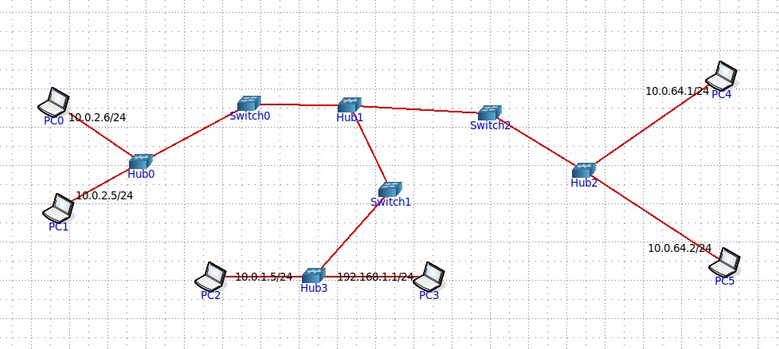 10.0.64.1/24
PC4
Switch0
Hub1
Switch2
PC0
10.0.2.6/24
Hub0
Hub2
10.0.2.5/24
PC1
Switch1
10.0.64.2/24
PC5
PC2
10.0.1.5/24
Hub3
192.168.1.1/24
PC3